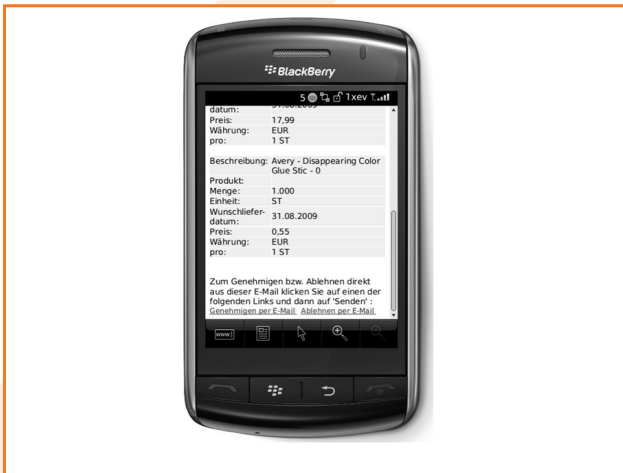 BlackBerry
5 1xev
datum: 31.08.2009
Preis: 17,99
Währung: EUR
pro: 1 ST
Beschreibung: Avery - Disappearing Color
Glue Stic - 0
Produkt:
Menge: 1.000
Einheit: ST
Wunschliefer-
datum: 31.08.2009
Preis: 0,55
Währung: EUR
pro: 1 ST
Zum Genehmigen bzw. Ablehnen direkt
aus dieser E-Mail klicken Sie auf einen der
folgenden Links und dann auf 'Senden' :
Genehmigen per E-Mail Ablehnen per E-Mail
www.